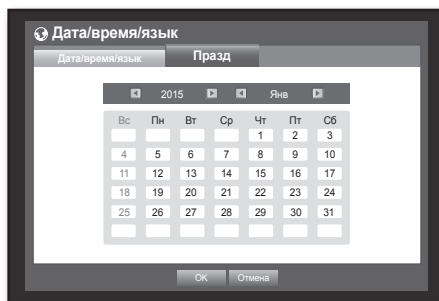 Дата/время/язык
Дата/время/язык Празд
2015 Янв
Вс Пн Вт Ср Чт Пт Сб
1 2 3
4 5 6 7 8 9 10
11 12 13 14 15 16 17
18 19 20 21 22 23 24
25 26 27 28 29 30 31
OK Отмена